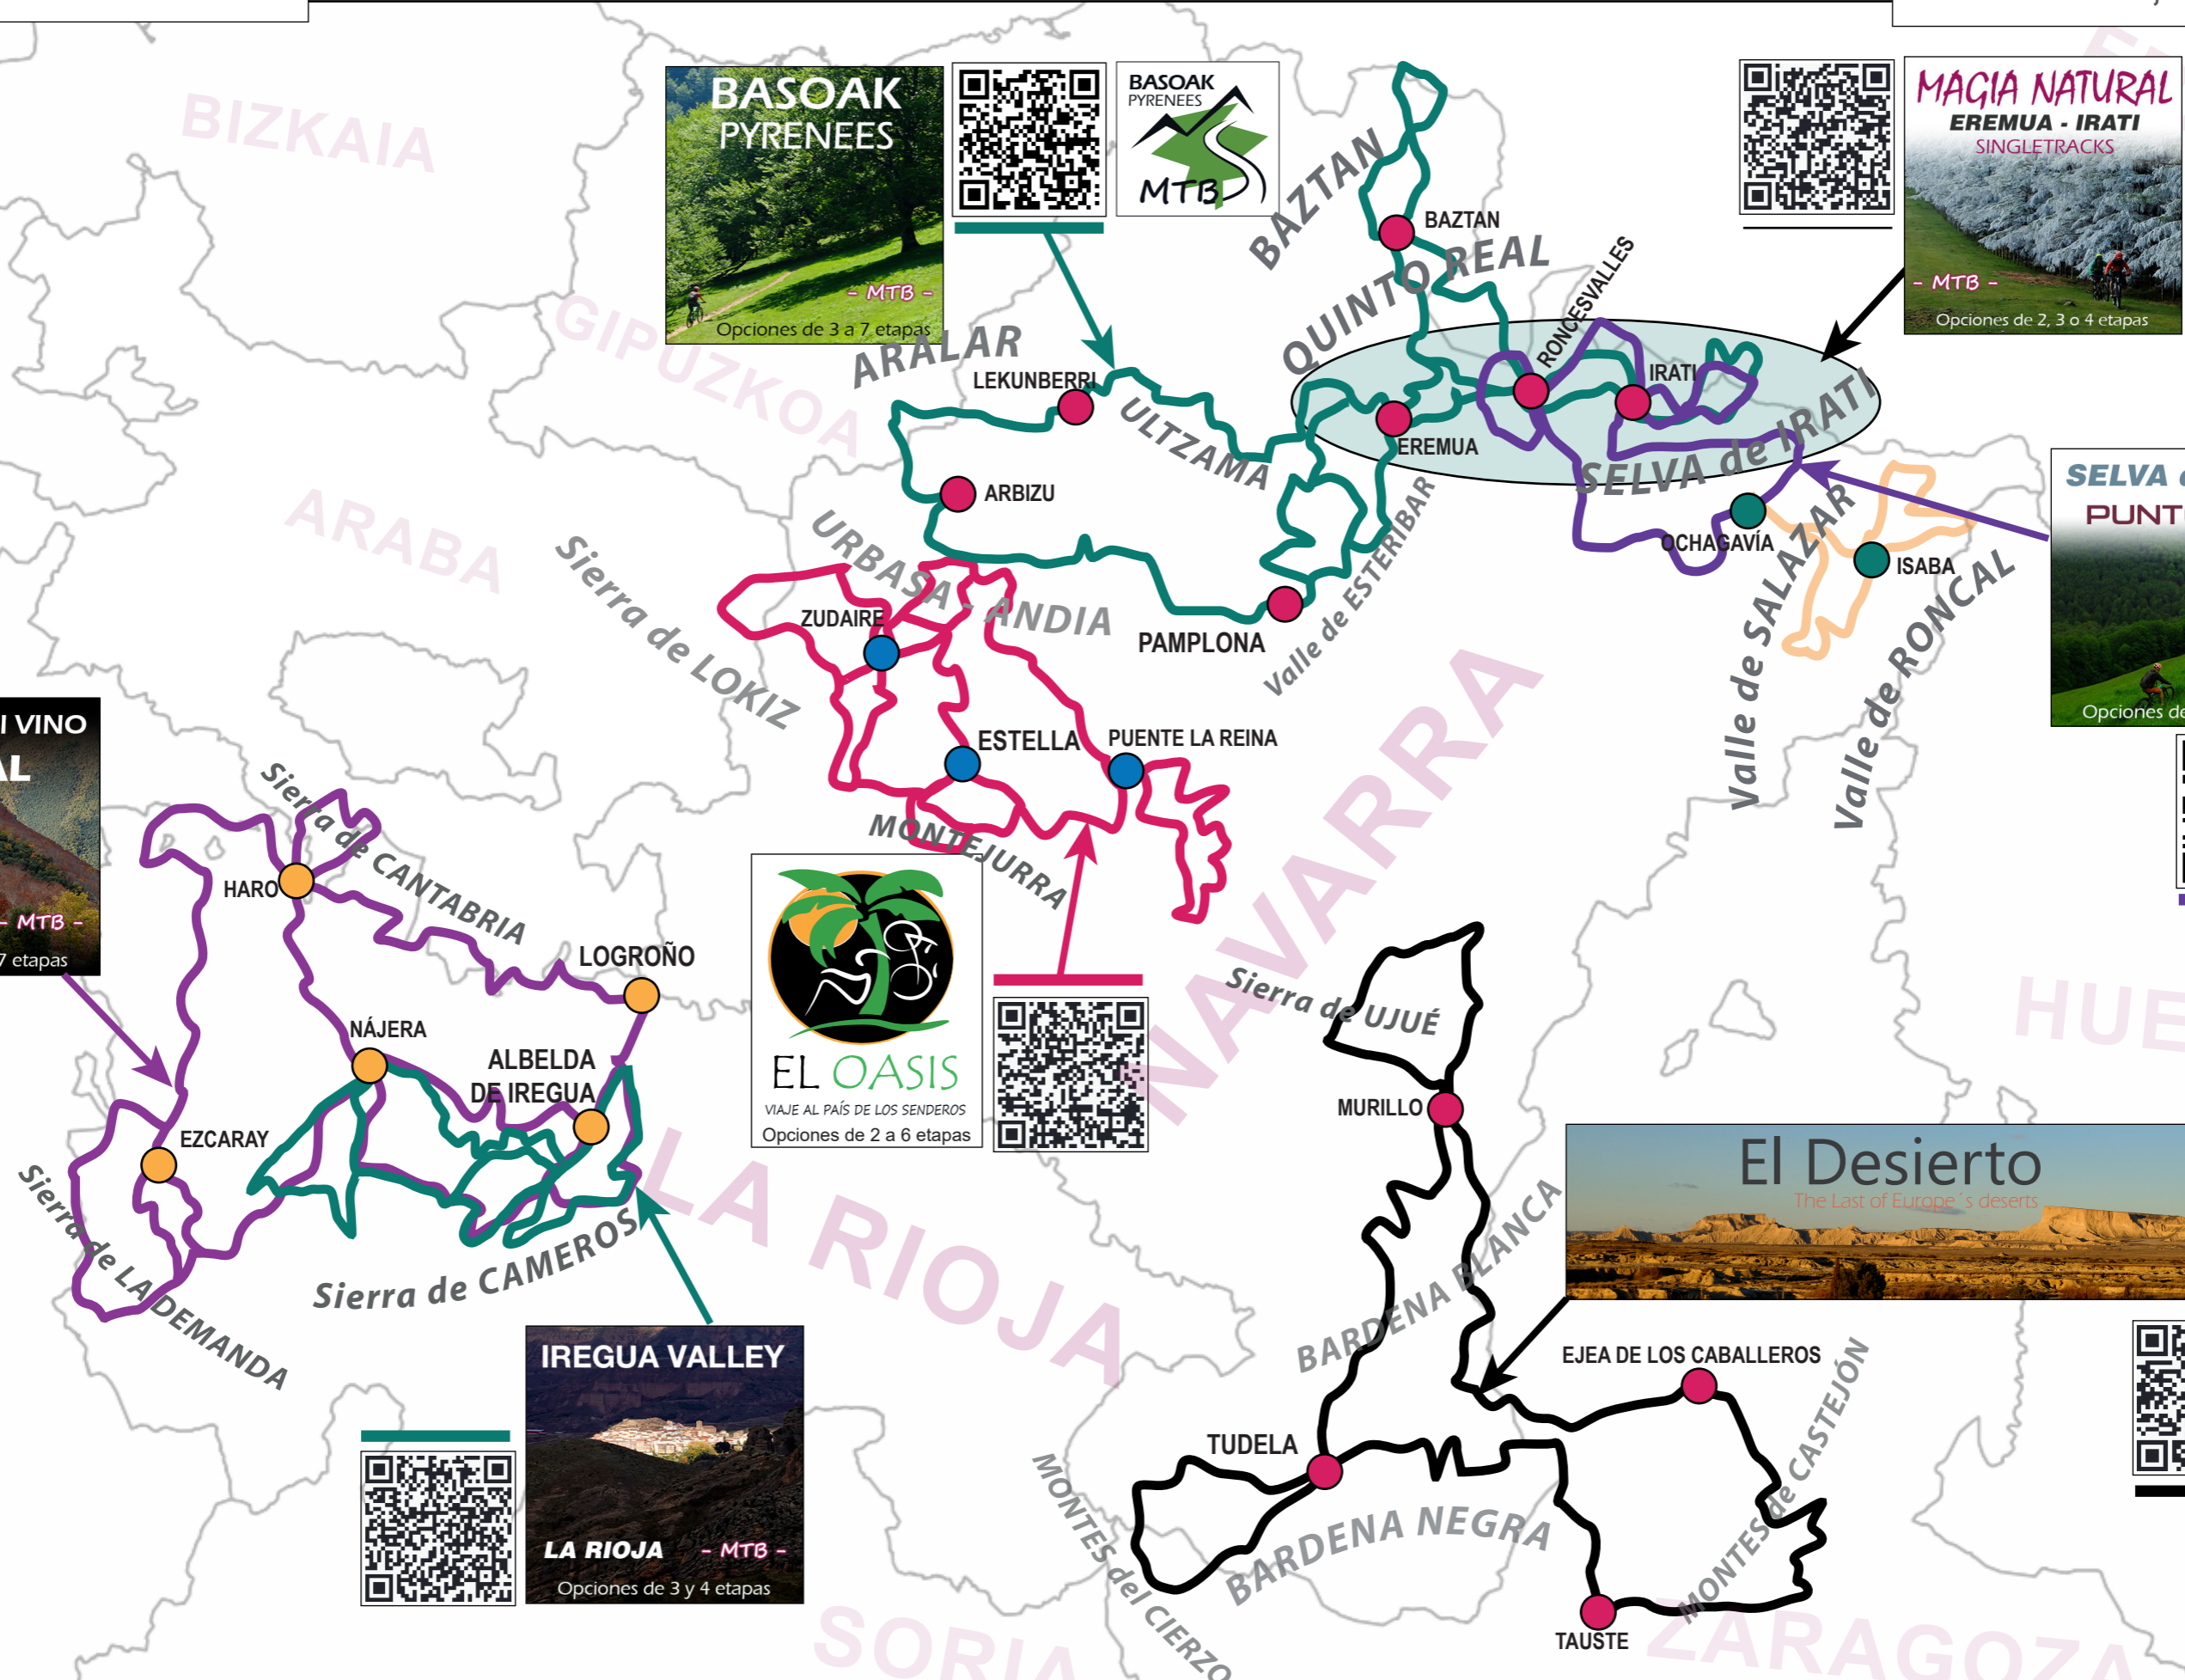 BIZKAIA
BASOAK
PYRENEES
- MTB -
Opciones de 3 a 7 etapas
BASOAK
PYRENEES
MTB
MAGIA NATURAL
EREMUA - IRATI
SINGLETRACKS
- MTB -
Opciones de 2, 3 o 4 etapas
BAZTAN
BAZTAN
QUINTO REAL
RONCESVALLES
GIPUZKOA
ARALAR
LEKUNBERRI
ULTZAMA
IRATI
EREMUA
SELVA de IRATI
ARBIZU
ARABA
SELVA
PUNT
Opciones de
OCHAGAVÍA
ISABA
Valle de SALAZAR
Valle de RONCAL
Valle de ESTERIBAR
URBASA - ANDIA
Sierra de LOKIZ
ZUDAIRE
PAMPLONA
NAVARRA
ESTELLA
PUENTE LA REINA
MONTEJURRA
I VINO
AL
- MTB -
7 etapas
Sierra de CANTABRIA
HARO
LOGROÑO
NÁJERA
ALBELDA
DE IREGUA
EZCARAY
Sierra de LA DEMANDA
Sierra de CAMEROS
EL OASIS
VIAJE AL PAÍS DE LOS SENDEROS
Opciones de 2 a 6 etapas
LA RIOJA
Sierra de UJUÉ
HUE
MURILLO
El Desierto
The Last of Europe´s deserts
BARDENA BLANCA
IREGUA VALLEY
LA RIOJA
- MTB -
Opciones de 3 y 4 etapas
EJEA DE LOS CABALLEROS
TUDELA
MONTES de CASTEJÓN
BARDENA NEGRA
MONTES del CIERZO
TAUSTE
SORIA
ZARAGOZA